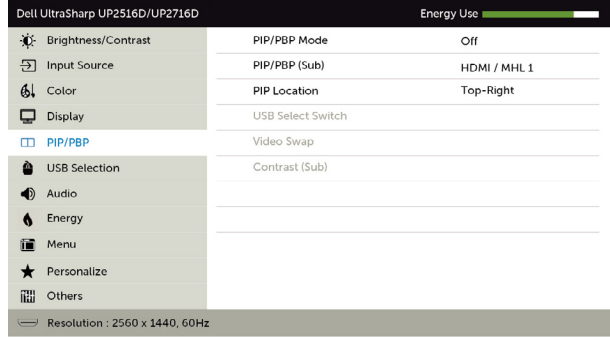 Dell UltraSharp UP2516D/UP2716D Energy Use
Brightness/Contrast PIP/PBP Mode Off
Input Source PIP/PBP (Sub) HDMI / MHL 1
Color PIP Location Top-Right
Display USB Select Switch
PIP/PBP Video Swap
USB Selection Contrast (Sub)
Audio
Energy
Menu
Personalize
Others
Resolution : 2560 x 1440, 60Hz